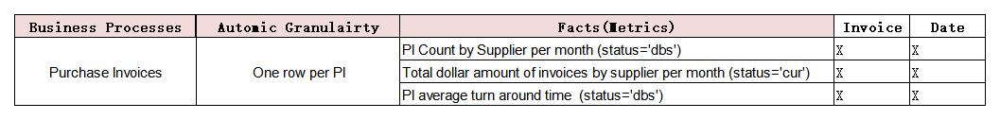 Business Processes Automic Granulairty Facts(Metrics) Invoice Date
PI Count by Supplier per month (status='dbs') X X
Purchase Invoices One row per PI Total dollar amount of invoices by supplier per month (status='cur') X X
PI average turn around time (status='dbs') X X